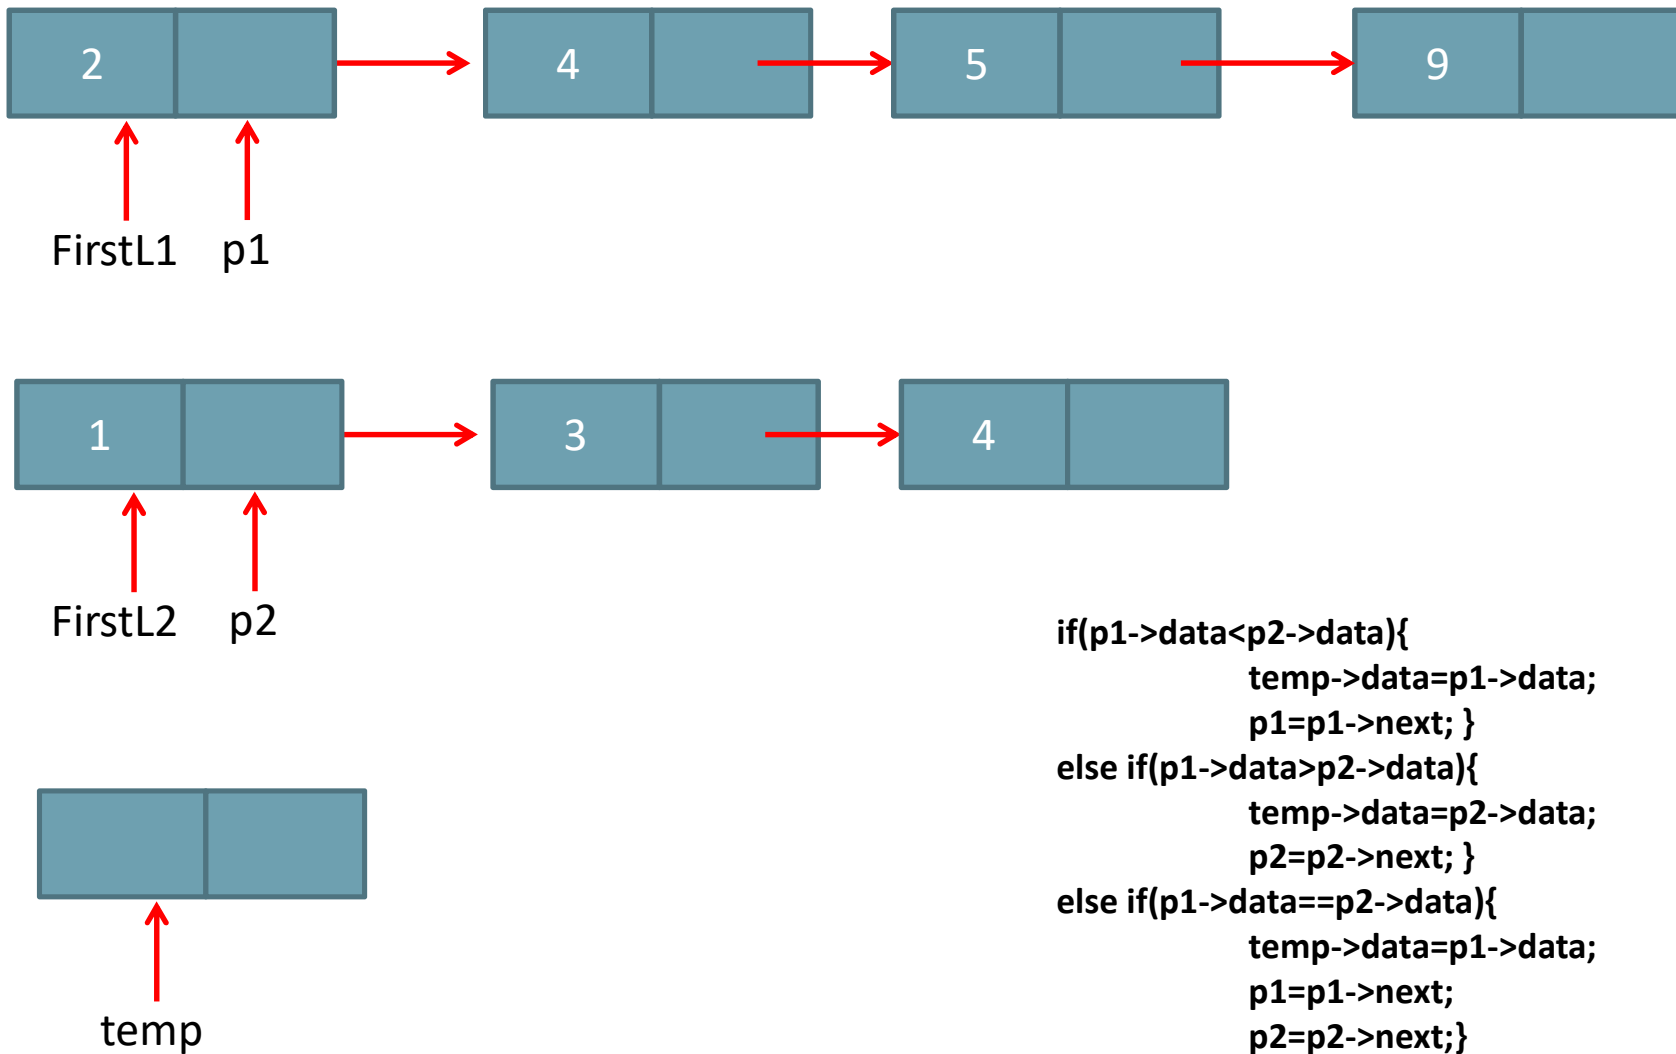 2 4 5 9
FirstL1 p1
1 3 4
FirstL2 p2
if(p1->data<p2->data){
temp->data=p1->data;
p1=p1->next; }
else if(p1->data>p2->data){
temp->data=p2->data;
p2=p2->next; }
else if(p1->data==p2->data){
temp->data=p1->data;
p1=p1->next;
p2=p2->next;}
temp